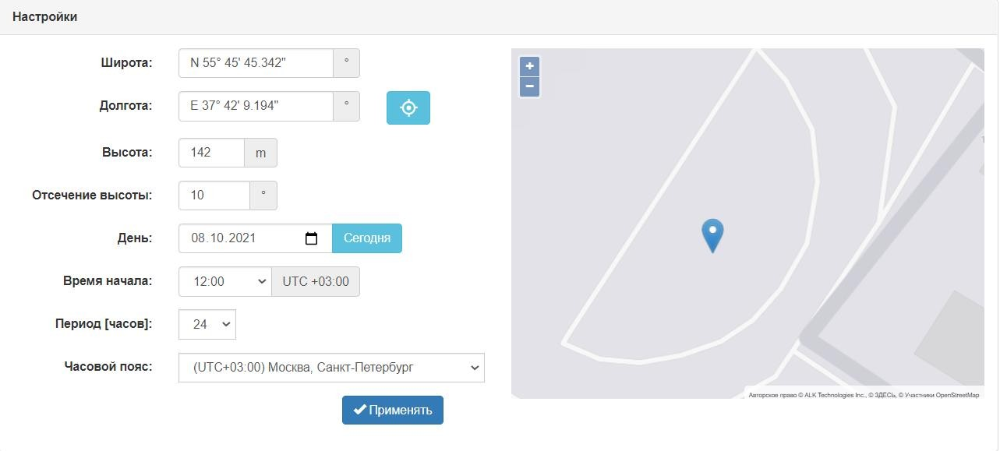 Настройки
Широта: N 55° 45' 45.342" °
Долгота: E 37° 42' 9.194" °
Высота: 142 m
Отсечение высоты: 10 °
День: 08.10.2021 Сегодня
Время начала: 12:00 UTC +03:00
Период [часов]: 24
Часовой пояс: (UTC+03:00) Москва, Санкт-Петербург
Применять
+
−
Авторское право © ALK Technologies Inc., © ЗДЕСЬ, © Участники OpenStreetMap